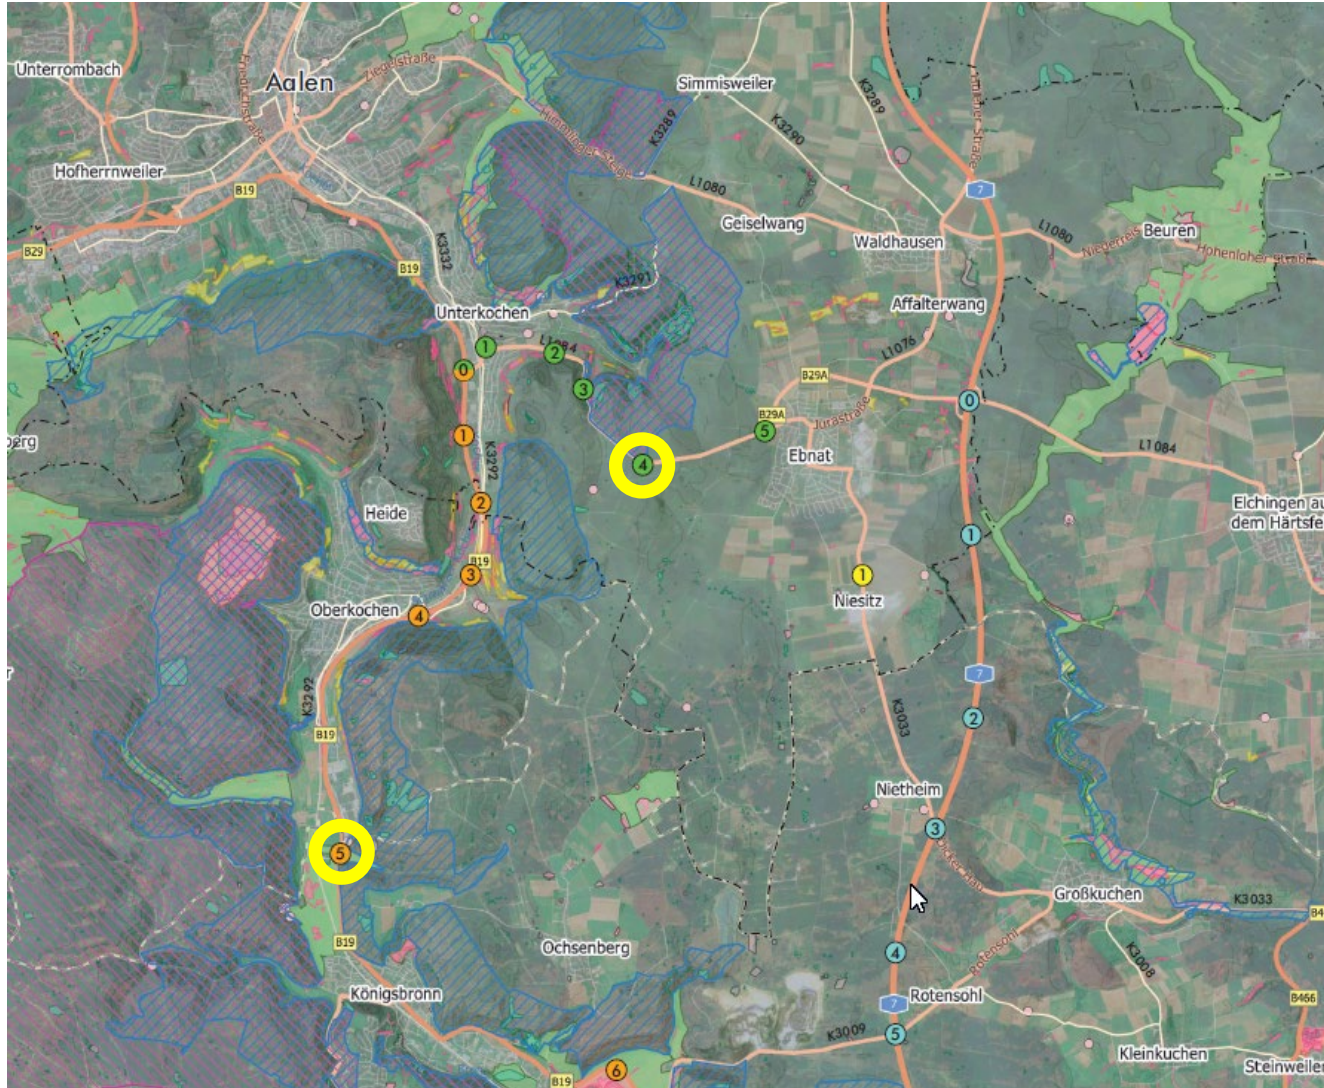 Unterrombach
Aalen
Friedrichstraße
Ziegelstraße
Simmisweiler
K3289
K3289
K3290
Hofherrnweiler
B19
L1080
7
Geiselwang
Waldhausen
L1080
Beuren
Hohenloher Straße
B29
K3332
B19
K3291
Unterkochen
Affalterwang
1
L1084
2
L1076
0
3
B29A
0
B29A
Jurastraße
1
5
Ebnat
L1084
4
K3292
Elchingen au
dem Härtsfe
2
Heide
1
B19
3
1
Niesitz
Oberkochen
4
7
K3292
K3033
2
B19
Nietheim
3
5
Großkuchen
K3033
B19
Ochsenberg
4
Rotensohl
K3008
Königsbronn
7
Rotensohl
B466
K3009
5
Kleinkuchen
Steinweiler
B19
6